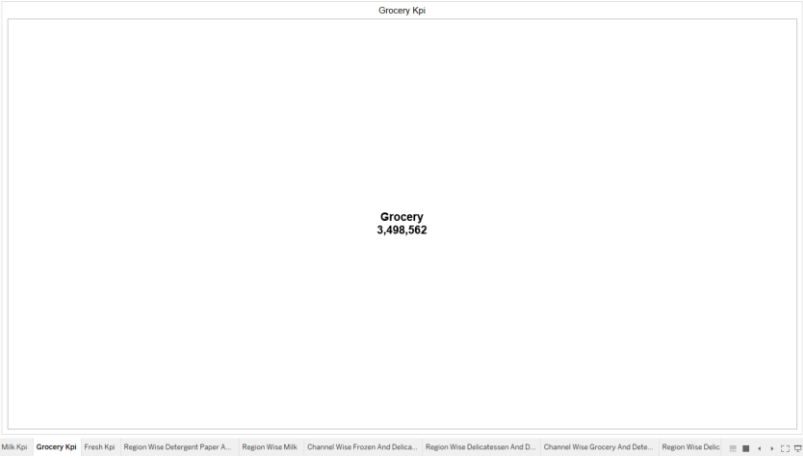 Grocery Kpi
Grocery
3,498,562
Milk Kpi Grocery Kpi Fresh Kpi Region Wise Detergent Paper A... Region Wise Milk Channel Wise Frozen And Delica... Region Wise Delicatessen And D... Channel Wise Grocery And Dete... Region Wise Delic